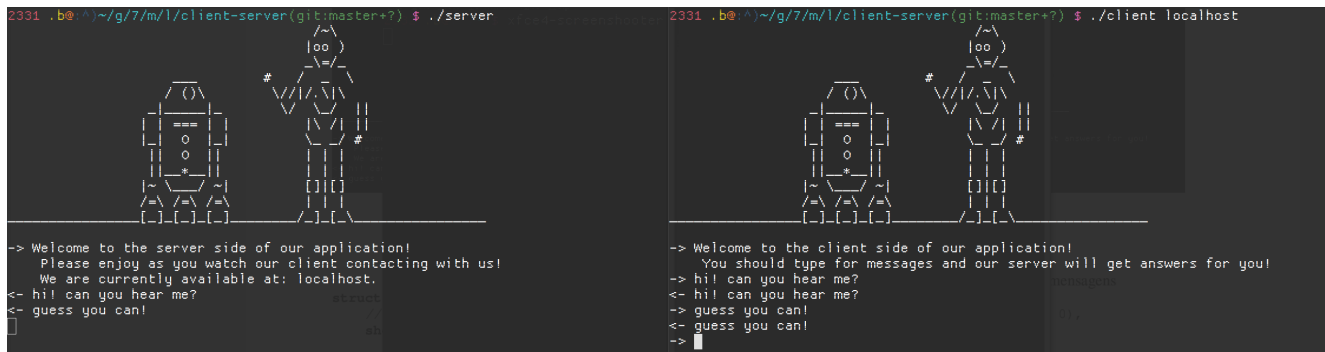 2331 .b@:^)~/g/7/m/l/client-server(git:master+?) $ ./server
-> Welcome to the server side of our application!
Please enjoy as you watch our client contacting with us!
We are currently available at: localhost.
<- hi! can you hear me?
<- guess you can!
2331 .b@:^)~/g/7/m/l/client-server(git:master+?) $ ./client localhost
-> Welcome to the client side of our application!
You should type for messages and our server will get answers for you!
-> hi! can you hear me?
<- hi! can you hear me?
-> guess you can!
<- guess you can!
->